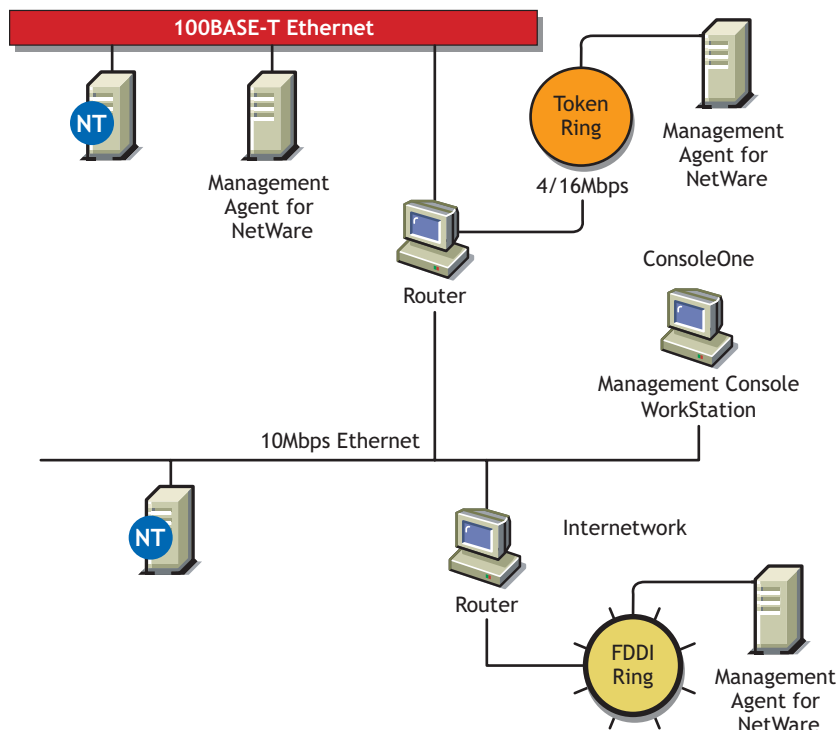 100BASE-T Ethernet
NT
Management
Agent for
NetWare
Token
Ring
4/16Mbps
Management
Agent for
NetWare
Router
ConsoleOne
Management Console
WorkStation
10Mbps Ethernet
NT
Router
Internetwork
FDDI
Ring
Management
Agent for
NetWare